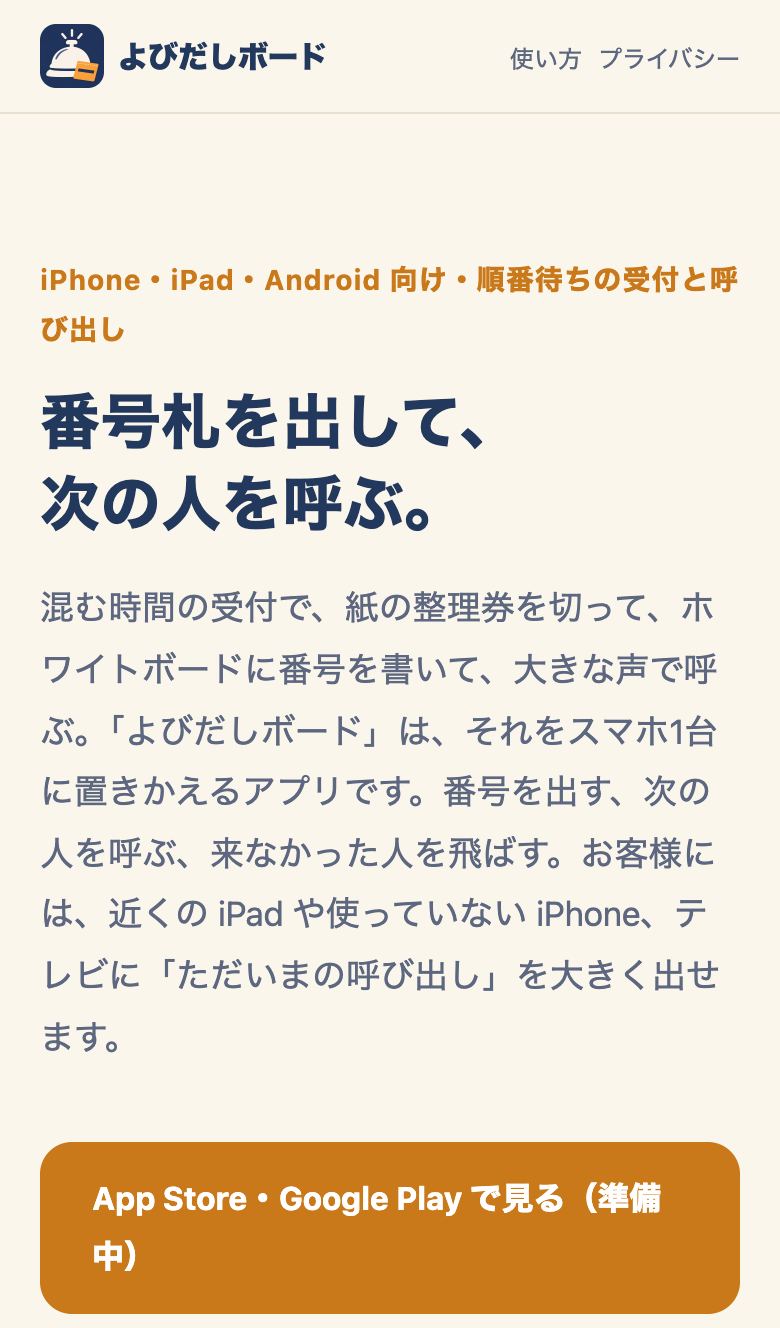 よびだしボード
使い方 プライバシー
iPhone・iPad・Android 向け・順番待ちの受付と呼
び出し
番号札を出して、
次の人を呼ぶ。
混む時間の受付で、紙の整理券を切って、ホ
ワイトボードに番号を書いて、大きな声で呼
ぶ。「よびだしボード」は、それをスマホ1台
に置きかえるアプリです。番号を出す、次の
人を呼ぶ、来なかった人を飛ばす。お客様に
は、近くの iPad や使っていない iPhone、テ
レビに「ただいまの呼び出し」を大きく出せ
ます。
App Store・Google Play で見る（準備
中）